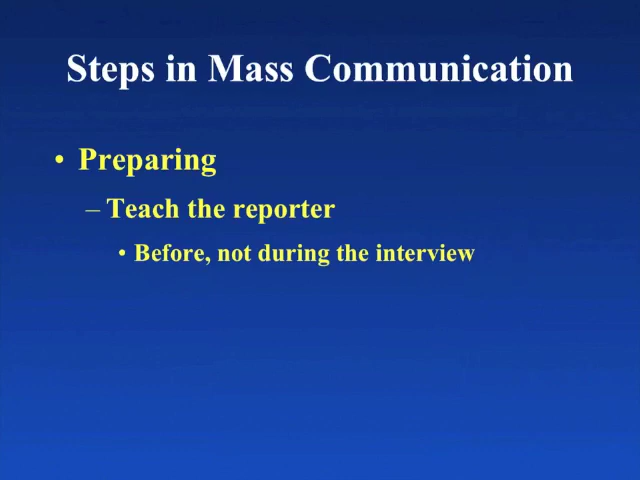 Steps in Mass Communication
• Preparing
– Teach the reporter
• Before, not during the interview